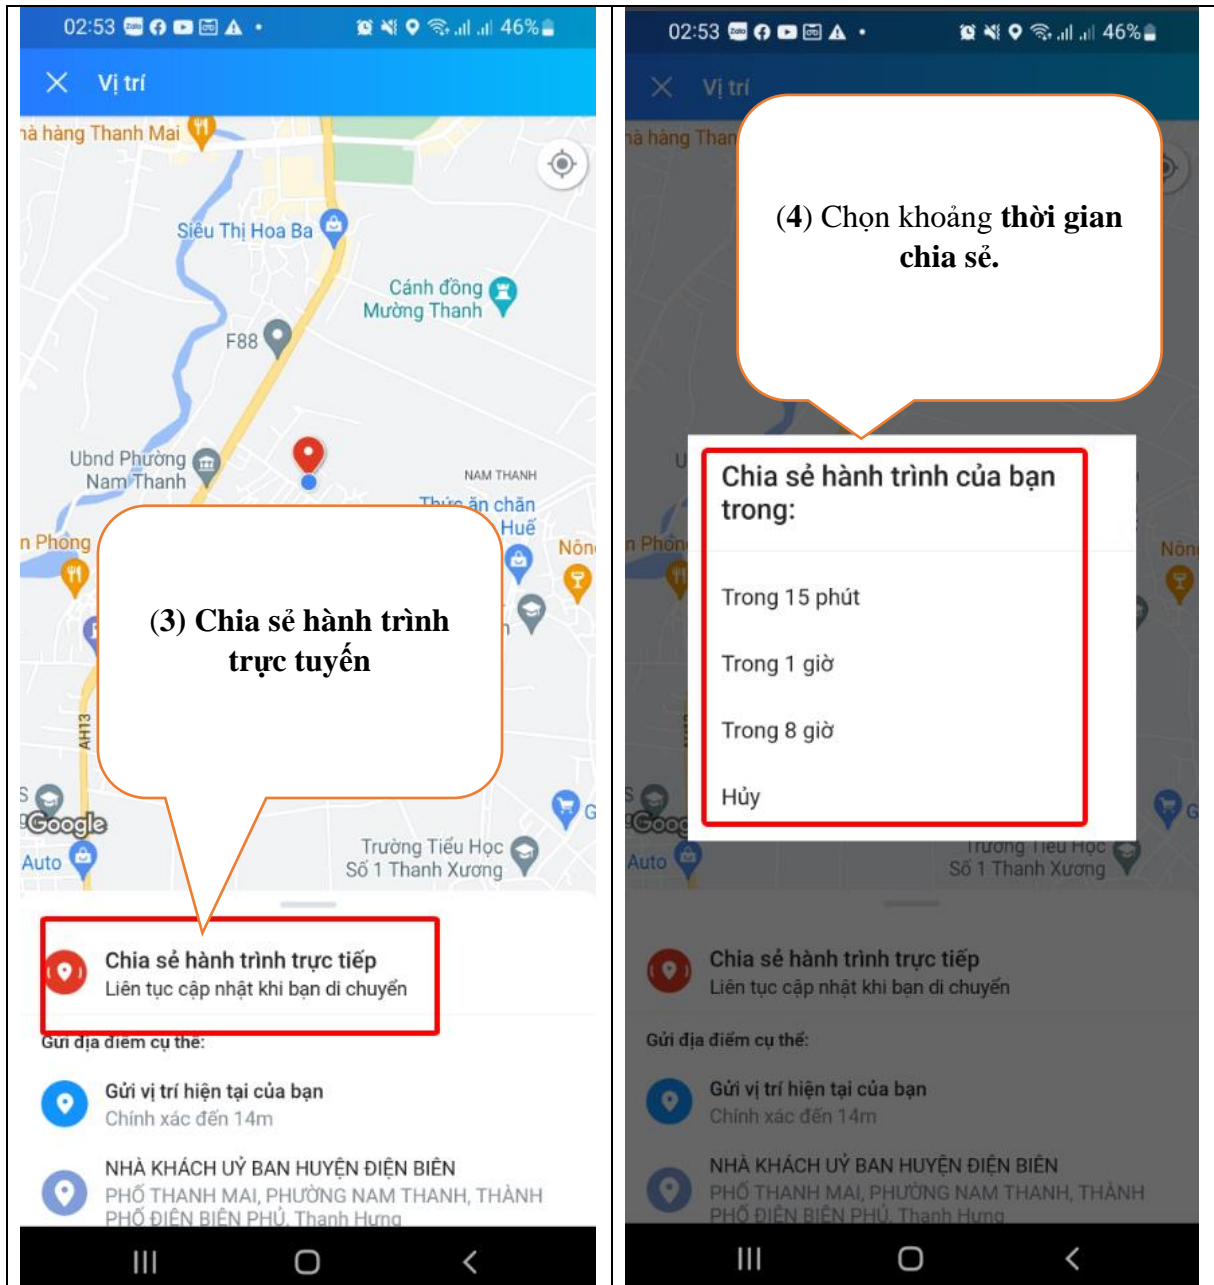 02:53 Zalo 46%
Vị trí
hà hàng Thanh Mai
Siêu Thị Hoa Ba
Cánh đồng
Mường Thanh
F88
Ubnd Phường
Nam Thanh
NAM THANH
Thức ăn chăn
Huế
n Phòng
Nôn
(3) Chia sẻ hành trình
trực tuyến
AH13
S
Google
G
Auto
Trường Tiểu Học
Số 1 Thanh Xương
Chia sẻ hành trình trực tiếp
Liên tục cập nhật khi bạn di chuyển
Gửi địa điểm cụ thể:
Gửi vị trí hiện tại của bạn
Chính xác đến 14m
NHÀ KHÁCH UỶ BAN HUYỆN ĐIỆN BIÊN
PHỐ THANH MAI, PHƯỜNG NAM THANH, THÀNH
PHỐ ĐIỆN BIÊN PHỦ, Thanh Hưng
02:53 Zalo 46%
Vị trí
hà hàng Than
(4) Chọn khoảng thời gian
chia sẻ.
U
Chia sẻ hành trình của bạn
trong:
n Phòn
Nôn
Trong 15 phút
Trong 1 giờ
Trong 8 giờ
Hủy
S
Goog
G
Auto
Trường Tiểu Học
Số 1 Thanh Xương
Chia sẻ hành trình trực tiếp
Liên tục cập nhật khi bạn di chuyển
Gửi địa điểm cụ thể:
Gửi vị trí hiện tại của bạn
Chính xác đến 14m
NHÀ KHÁCH UỶ BAN HUYỆN ĐIỆN BIÊN
PHỐ THANH MAI, PHƯỜNG NAM THANH, THÀNH
PHỐ ĐIỆN BIÊN PHỦ, Thanh Hưng